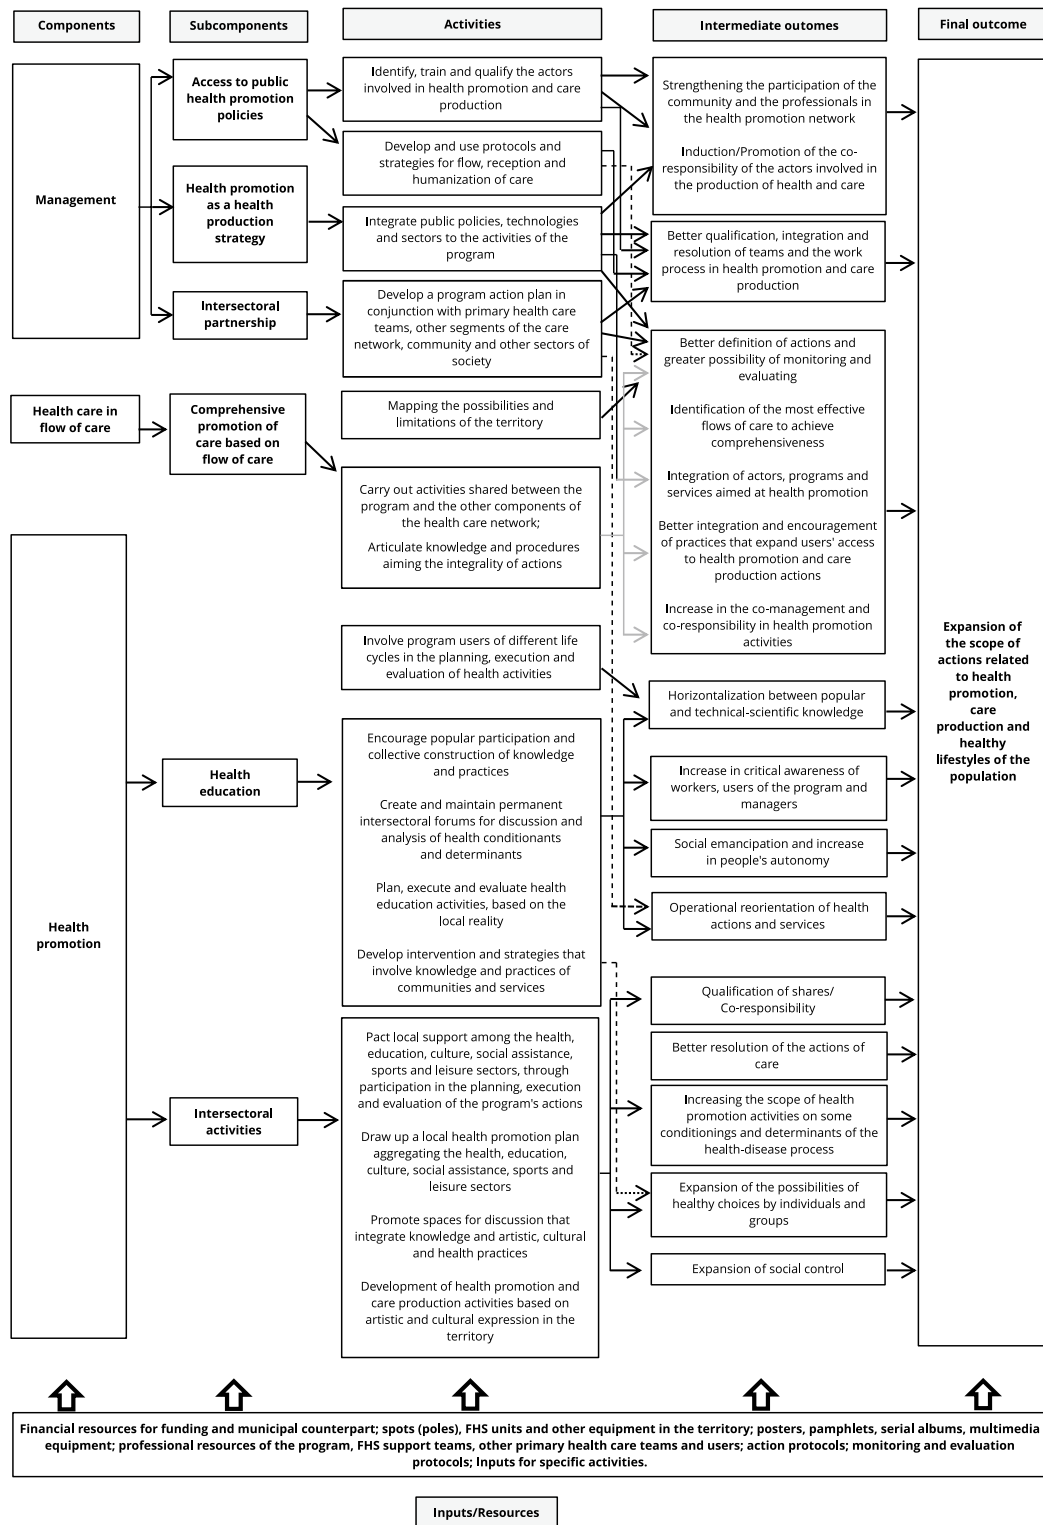 Components
Subcomponents
Activities
Intermediate outomes
Final outcome
Management
Access to public
health promotion
policies
Health promotion
as a health
production
strategy
Intersectoral
partnership
Identify, train and qualify the actors
involved in health promotion and care
production
Develop and use protocols and
strategies for flow, reception and
humanization of care
Integrate public policies, technologies
and sectors to the activities of the
program
Develop a program action plan in
conjunction with primary health care
teams, other segments of the care
network, community and other sectors of
society
Strengthening the participation of the
community and the professionals in
the health promotion network
Induction/Promotion of the co-
responsibility of the actors involved in
the production of health and care
Better qualification, integration and
resolution of teams and the work
process in health promotion and care
production
Health care in
flow of care
Comprehensive
promotion of
care based on
flow of care
Mapping the possibilities and
limitations of the territory
Carry out activities shared between the
program and the other components of
the health care network;
Articulate knowledge and procedures
aiming the integrality of actions
Better definition of actions and
greater possibility of monitoring and
evaluating
Identification of the most effective
flows of care to achieve
comprehensiveness
Integration of actors, programs and
services aimed at health promotion
Better integration and encouragement
of practices that expand users' access
to health promotion and care
production actions
Increase in the co-management and
co-responsibility in health promotion
activities
Health
promotion
Health
education
Intersectoral
activities
Involve program users of different life
cycles in the planning, execution and
evaluation of health activities
Encourage popular participation and
collective construction of knowledge
and practices
Create and maintain permanent
intersectoral forums for discussion and
analysis of health conditionants
and determinants
Plan, execute and evaluate health
education activities, based on the
local reality
Develop intervention and strategies that
involve knowledge and practices of
communities and services
Pact local support among the health,
education, culture, social assistance,
sports and leisure sectors, through
participation in the planning, execution
and evaluation of the program's actions
Draw up a local health promotion plan
aggregating the health, education,
culture, social assistance, sports and
leisure sectors
Promote spaces for discussion that
integrate knowledge and artistic, cultural
and health practices
Development of health promotion and
care production activities based on
artistic and cultural expression in the
territory
Horizontalization between popular
and technical-scientific knowledge
Increase in critical awareness of
workers, users of the program and
managers
Social emancipation and increase
in people's autonomy
Operational reorientation of health
actions and services
Qualification of shares/
Co-responsibility
Better resolution of the actions of
care
Increasing the scope of health
promotion activities on some
conditionings and determinants of the
health-disease process
Expansion of the possibilities of
healthy choices by individuals and
groups
Expansion of social control
Expansion of
the scope of
actions related
to health
promotion,
care
production and
healthy
lifestyles of the
population
Financial resources for funding and municipal counterpart; spots (poles), FHS units and other equipment in the territory; posters, pamphlets, serial albums, multimedia
equipment; professional resources of the program, FHS support teams, other primary health care teams and users; action protocols; monitoring and evaluation
protocols; Inputs for specific activities.
Inputs/Resources